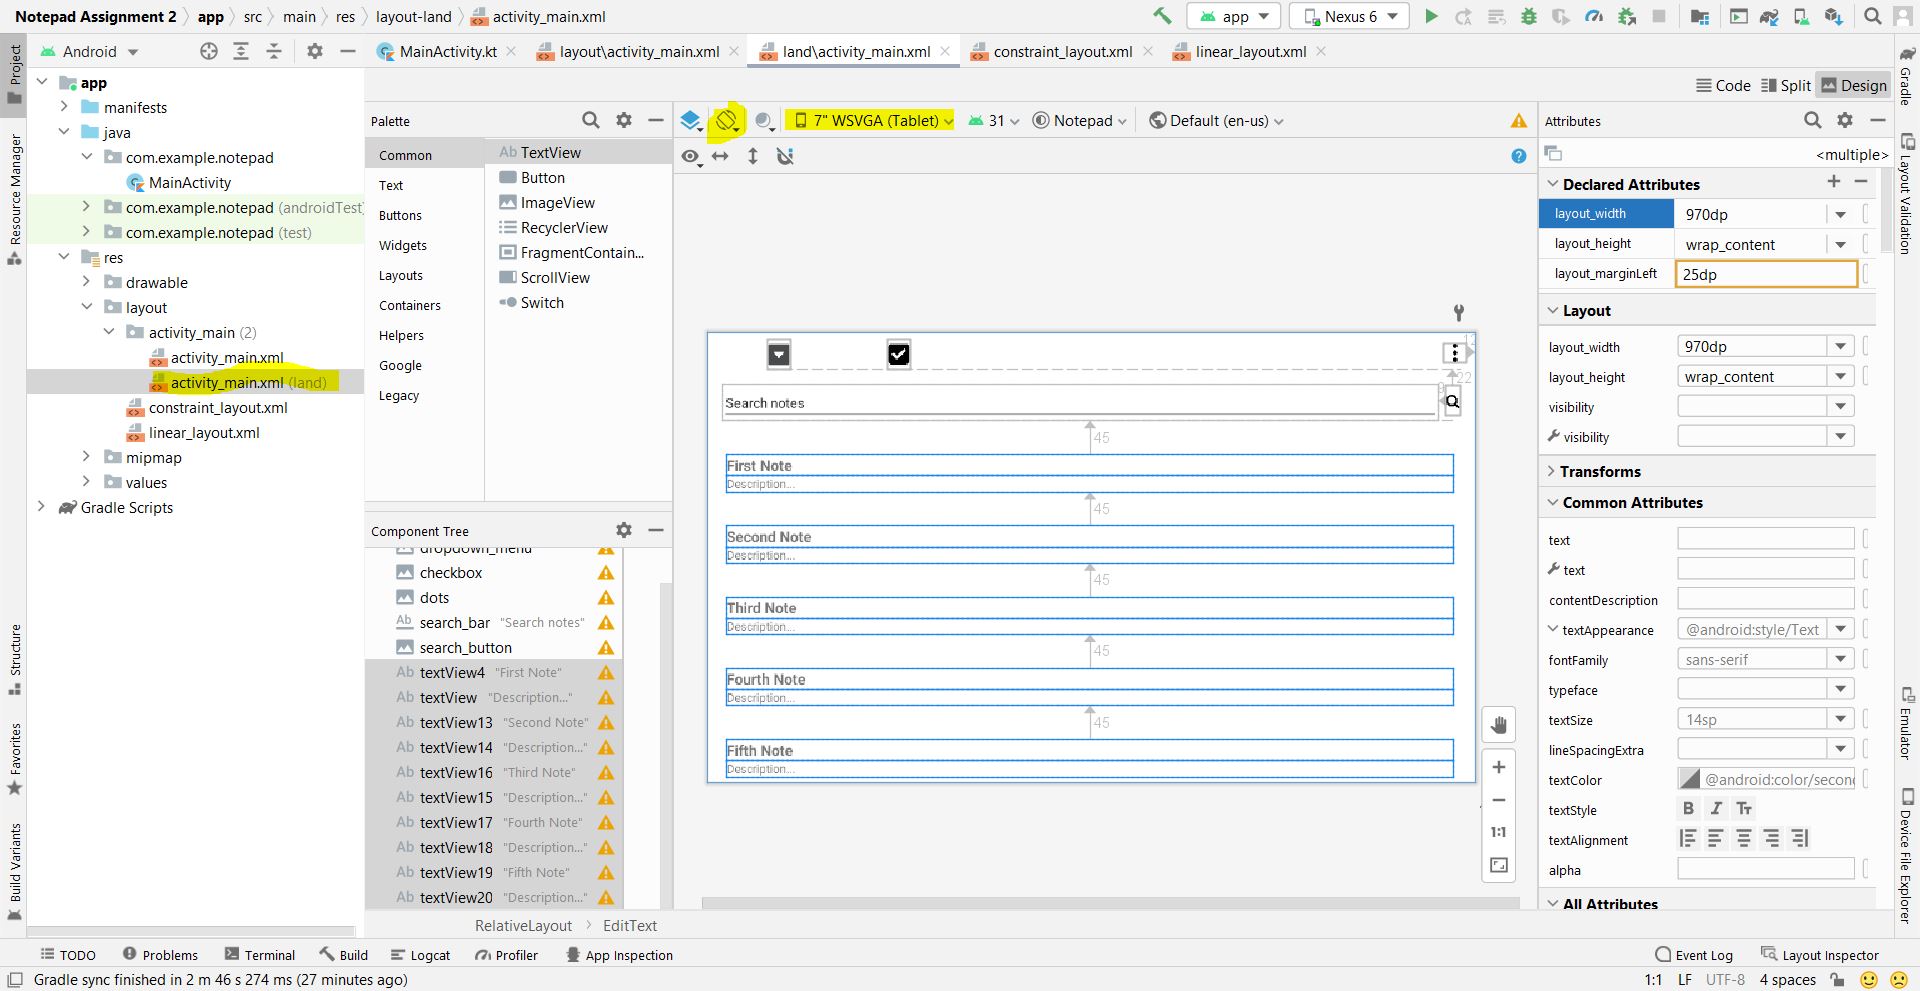 Notepad Assignment 2 › app › src › main › res › layout-land › activity_main.xml
app
Nexus 6
Android
MainActivity.kt
layout\activity_main.xml
land\activity_main.xml
constraint_layout.xml
linear_layout.xml
Code
Split
Design
Project
Resource Manager
Structure
Favorites
Build Variants
app
manifests
java
com.example.notepad
MainActivity
com.example.notepad (androidTest)
com.example.notepad (test)
res
drawable
layout
activity_main (2)
activity_main.xml
activity_main.xml (land)
constraint_layout.xml
linear_layout.xml
mipmap
values
Gradle Scripts
Palette
Common
Text
Buttons
Widgets
Layouts
Containers
Helpers
Google
Legacy
Ab TextView
Button
ImageView
RecyclerView
FragmentContain...
ScrollView
Switch
Component Tree
dropdown_menu
checkbox
dots
Ab search_bar "Search notes"
search_button
Ab textView4 "First Note"
Ab textView "Description..."
Ab textView13 "Second Note"
Ab textView14 "Description..."
Ab textView16 "Third Note"
Ab textView15 "Description..."
Ab textView17 "Fourth Note"
Ab textView18 "Description..."
Ab textView19 "Fifth Note"
Ab textView20 "Description..."
7" WSVGA (Tablet)
31
Notepad
Default (en-us)
22
Search notes
45
First Note
Description...
45
Second Note
Description...
45
Third Note
Description...
45
Fourth Note
Description...
45
Fifth Note
Description...
1:1
RelativeLayout › EditText
Attributes
<multiple>
Declared Attributes
layout_width 970dp
layout_height wrap_content
layout_marginLeft 25dp
Layout
layout_width 970dp
layout_height wrap_content
visibility
visibility
Transforms
Common Attributes
text
text
contentDescription
textAppearance @android:style/Text
fontFamily sans-serif
typeface
textSize 14sp
lineSpacingExtra
textColor @android:color/secon
textStyle B I Tт
textAlignment
alpha
All Attributes
Gradle
Layout Validation
Emulator
Device File Explorer
TODO
Problems
Terminal
Build
Logcat
Profiler
App Inspection
Event Log
Layout Inspector
Gradle sync finished in 2 m 46 s 274 ms (27 minutes ago)
1:1 LF UTF-8 4 spaces